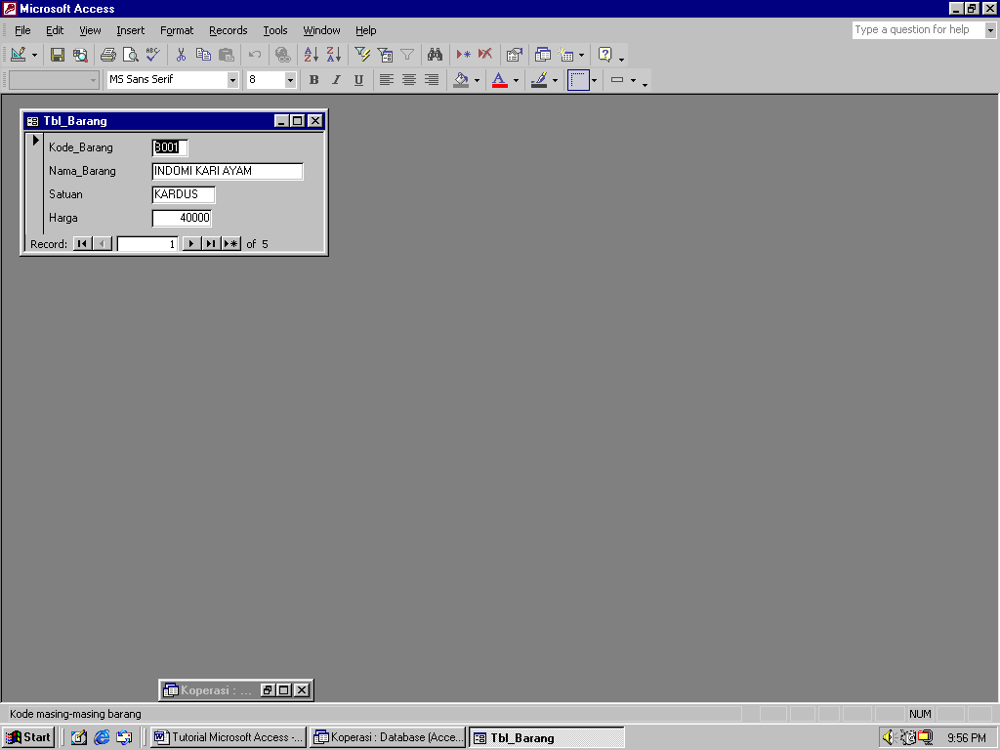 Microsoft Access
File Edit View Insert Format Records Tools Window Help
Type a question for help
MS Sans Serif 8 B I U
Tbl_Barang
Kode_Barang B001
Nama_Barang INDOMI KARI AYAM
Satuan KARDUS
Harga 40000
Record: 1 of 5
Koperasi : ...
Kode masing-masing barang NUM
Start Tutorial Microsoft Access -... Koperasi : Database (Acce... Tbl_Barang 9:56 PM